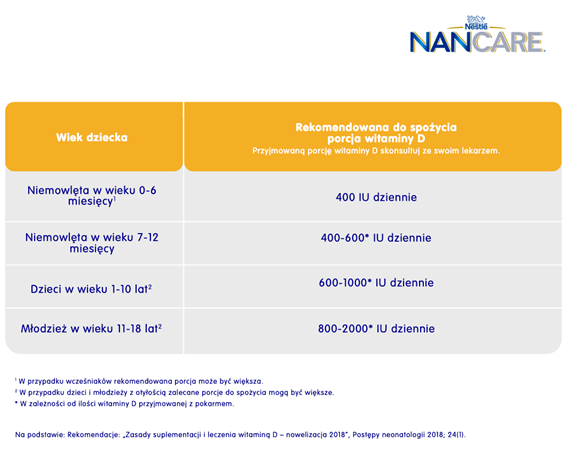 Nestlé
NANCARE.
Wiek dziecka
Rekomendowana do spożycia
porcja witaminy D
Przyjmowaną porcję witaminy D skonsultuj ze swoim lekarzem.
Niemowlęta w wieku 0-6
miesięcy¹
400 IU dziennie
Niemowlęta w wieku 7-12
miesięcy
400-600* IU dziennie
Dzieci w wieku 1-10 lat²
600-1000* IU dziennie
Młodzież w wieku 11-18 lat²
800-2000* IU dziennie
¹ W przypadku wcześniaków rekomendowana porcja może być większa.
² W przypadku dzieci i młodzieży z otyłością zalecane porcje do spożycia mogą być większe.
* W zależności od ilości witaminy D przyjmowanej z pokarmem.
Na podstawie: Rekomendacje: „Zasady suplementacji i leczenia witaminą D – nowelizacja 2018", Postępy neonatologii 2018; 24(1).